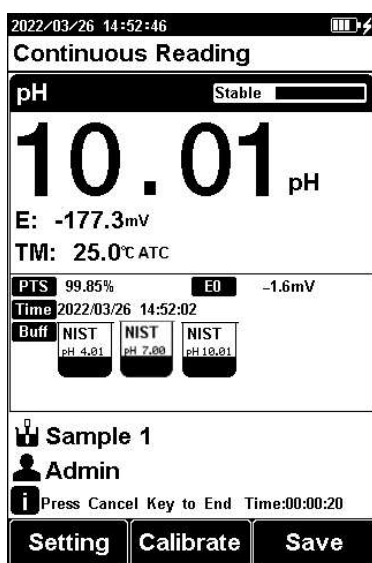 2022/03/26 14:52:46
Continuous Reading
pH Stable
10.01 pH
E: -177.3mV
TM: 25.0℃ ATC
PTS 99.85% E0 -1.6mV
Time 2022/03/26 14:52:02
Buff NIST pH 4.01 NIST pH 7.00 NIST pH 10.01
Sample 1
Admin
i Press Cancel Key to End Time:00:00:20
Setting Calibrate Save